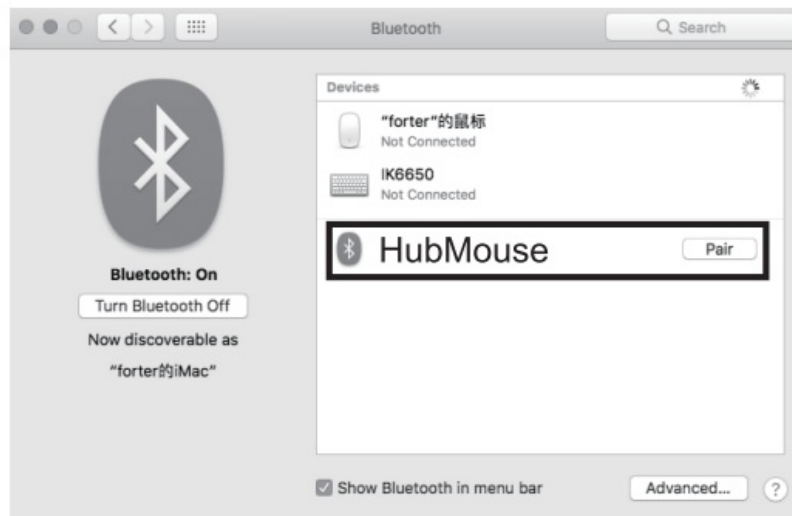 Bluetooth
Search
Devices
“forter”的鼠标
Not Connected
IK6650
Not Connected
HubMouse
Pair
Bluetooth: On
Turn Bluetooth Off
Now discoverable as
“forter的iMac”
Show Bluetooth in menu bar
Advanced...
?